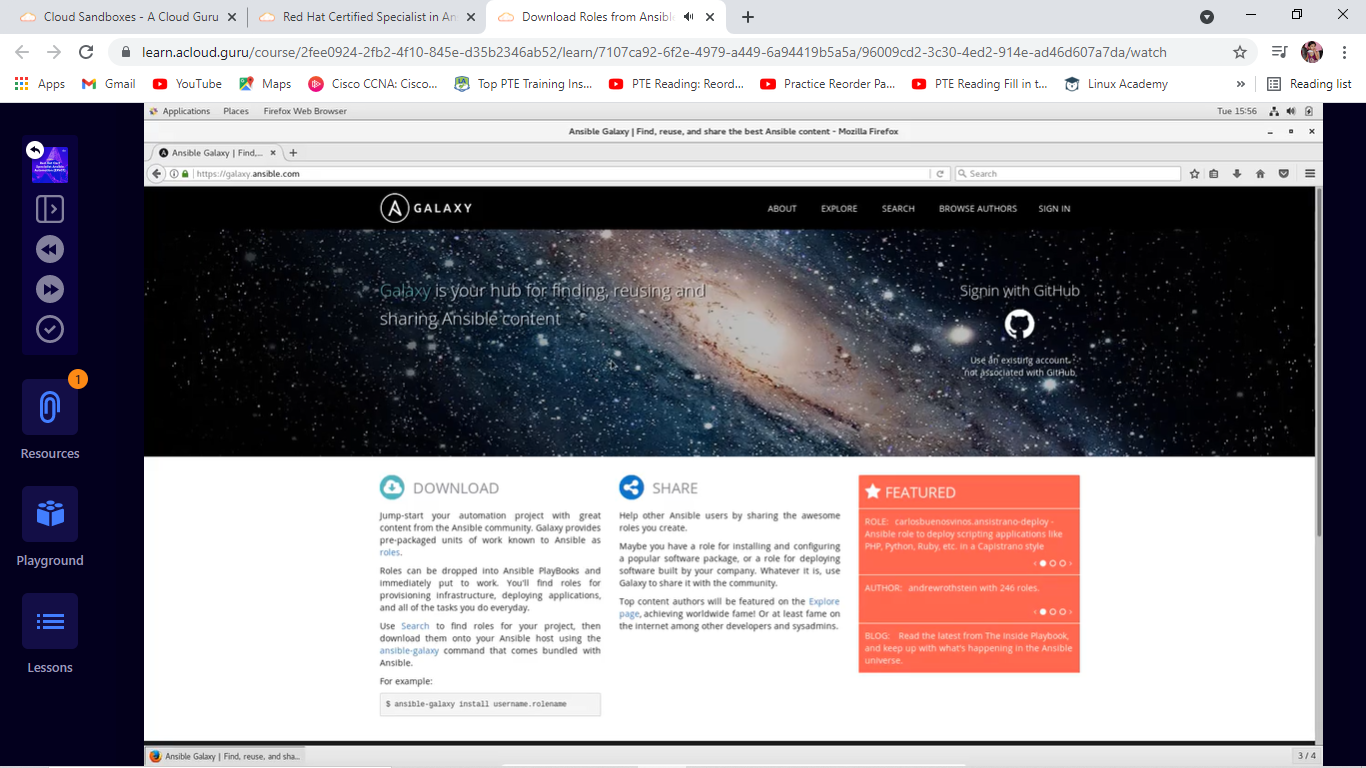 Cloud Sandboxes - A Cloud Guru
Red Hat Certified Specialist in An
Download Roles from Ansible
learn.acloud.guru/course/2fee0924-2fb2-4f10-845e-d35b2346ab52/learn/7107ca92-6f2e-4979-a449-6a94419b5a5a/96009cd2-3c30-4ed2-914e-ad46d607a7da/watch
Apps Gmail YouTube Maps Cisco CCNA: Cisco... Top PTE Training Ins... PTE Reading: Reord... Practice Reorder Pa... PTE Reading Fill in t... Linux Academy » Reading list
Applications Places Firefox Web Browser Tue 15:56
Ansible Galaxy | Find, reuse, and share the best Ansible content - Mozilla Firefox
Ansible Galaxy | Find,...
https://galaxy.ansible.com Search
GALAXY ABOUT EXPLORE SEARCH BROWSE AUTHORS SIGN IN
Galaxy is your hub for finding, reusing and
sharing Ansible content
Signin with GitHub
Use an existing account
not associated with GitHub
1
Resources
Playground
Lessons
DOWNLOAD
Jump-start your automation project with great
content from the Ansible community. Galaxy provides
pre-packaged units of work known to Ansible as
roles.
Roles can be dropped into Ansible PlayBooks and
immediately put to work. You'll find roles for
provisioning infrastructure, deploying applications,
and all of the tasks you do everyday.
Use Search to find roles for your project, then
download them onto your Ansible host using the
ansible-galaxy command that comes bundled with
Ansible.
For example:
$ ansible-galaxy install username.rolename
SHARE
Help other Ansible users by sharing the awesome
roles you create.
Maybe you have a role for installing and configuring
a popular software package, or a role for deploying
software built by your company. Whatever it is, use
Galaxy to share it with the community.
Top content authors will be featured on the Explore
page, achieving worldwide fame! Or at least fame on
the internet among other developers and sysadmins.
FEATURED
ROLE: carlosbuenosvinos.ansistrano-deploy -
Ansible role to deploy scripting applications like
PHP, Python, Ruby, etc. in a Capistrano style
AUTHOR: andrewrothstein with 246 roles.
BLOG: Read the latest from The Inside Playbook,
and keep up with what's happening in the Ansible
universe.
Ansible Galaxy | Find, reuse, and sha...
3 / 4